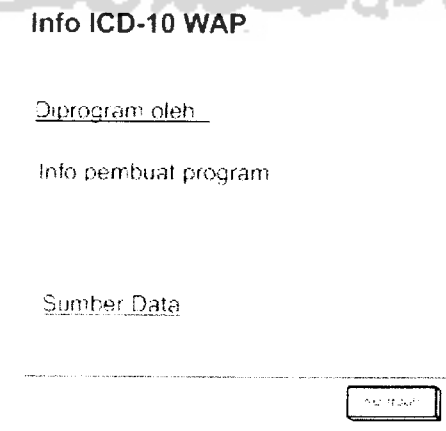 Info ICD-10 WAP
Diprogram oleh
Info pembuat program
Sumber Data